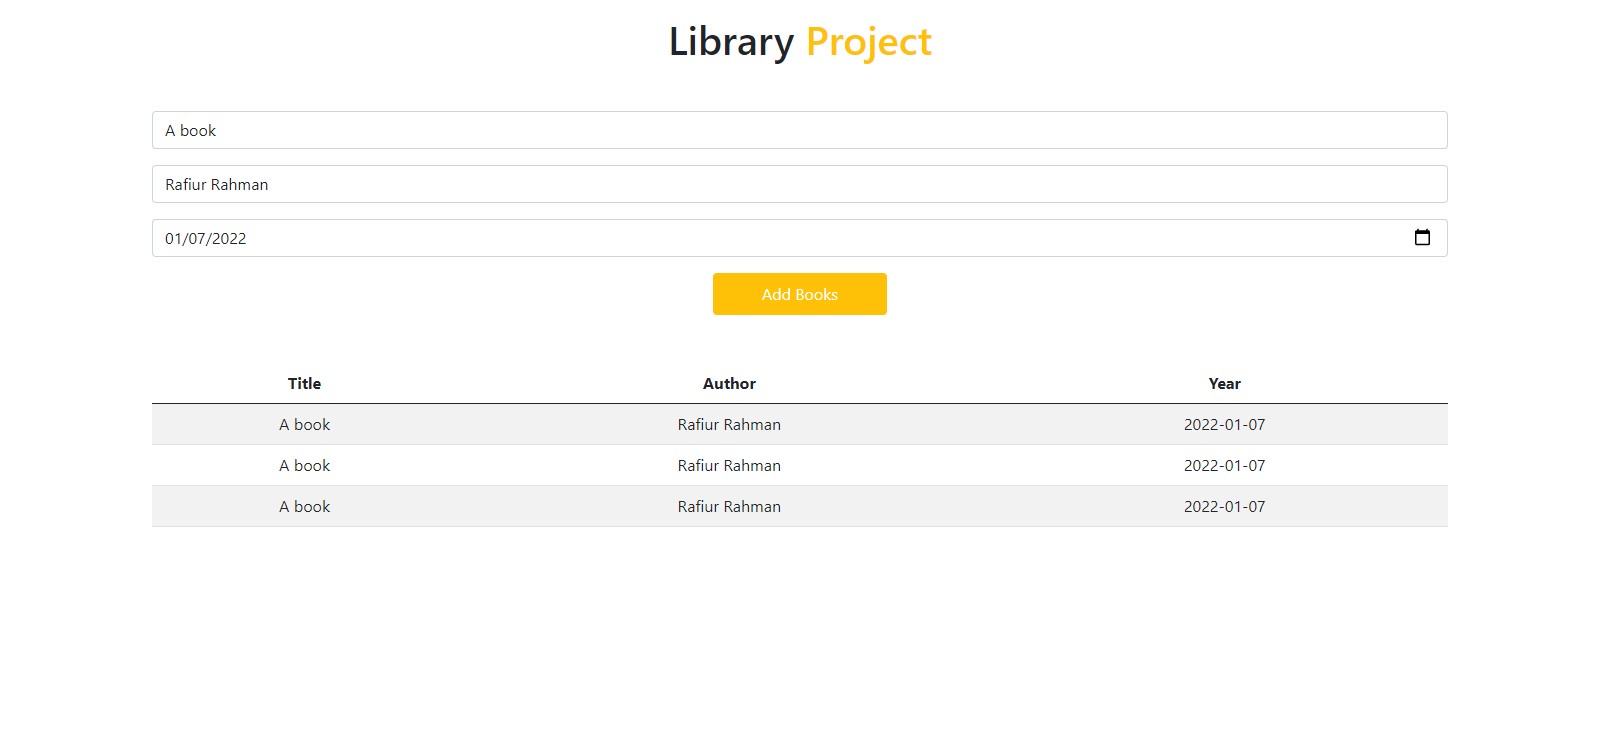 Library Project
A book
Rafiur Rahman
01/07/2022
Add Books
Title Author Year
A book Rafiur Rahman 2022-01-07
A book Rafiur Rahman 2022-01-07
A book Rafiur Rahman 2022-01-07